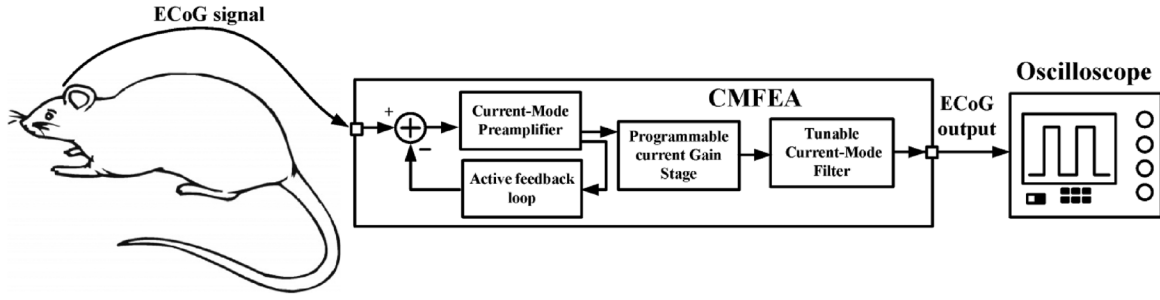 ECoG signal
CMFEA
Current-Mode
Preamplifier
Active feedback
loop
Programmable
current Gain
Stage
Tunable
Current-Mode
Filter
ECoG
output
Oscilloscope
+
−